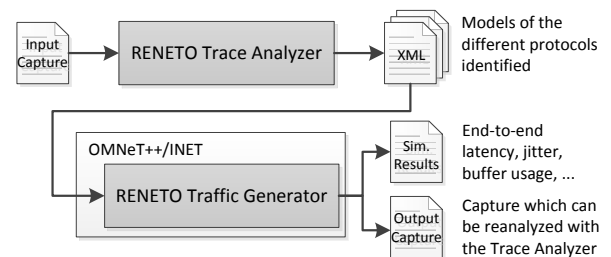 Input
Capture
RENETO Trace Analyzer
XML
Models of the
different protocols
identified
OMNeT++/INET
RENETO Traffic Generator
Sim.
Results
End-to-end
latency, jitter,
buffer usage, ...
Output
Capture
Capture which can
be reanalyzed with
the Trace Analyzer